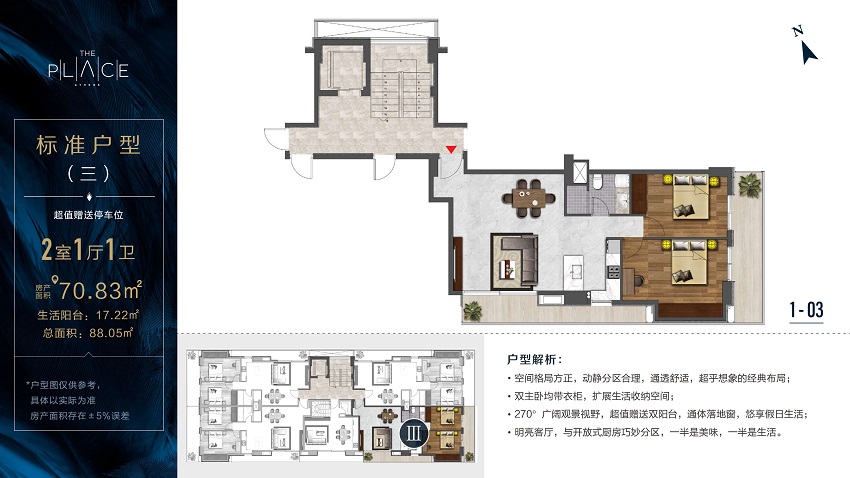 THE
PLACE
ATHENS
标准户型
（三）
超值赠送停车位
2室1厅1卫
房产面积 70.83㎡
生活阳台：17.22㎡
总面积：88.05㎡
*户型图仅供参考，
具体以实际为准
房产面积存在±5%误差
N
1-03
III
户型解析：
• 空间格局方正，动静分区合理，通透舒适，超乎想象的经典布局；
• 双主卧均带衣柜，扩展生活收纳空间；
• 270° 广阔观景视野，超值赠送双阳台，通体落地窗，悠享假日生活；
• 明亮客厅，与开放式厨房巧妙分区，一半是美味，一半是生活。